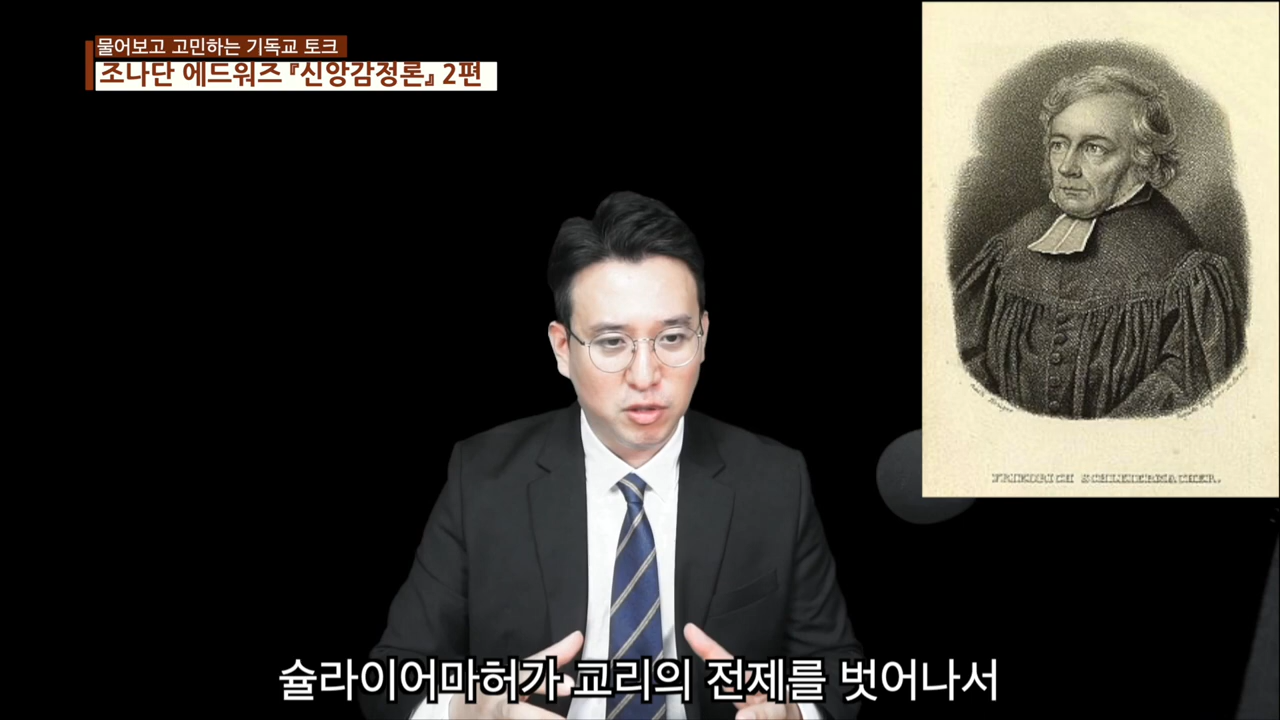 물어보고 고민하는 기독교 토크
조나단 에드워즈 『신앙감정론』 2편
FRIEDRICH SCHLEIERMACHER.
슐라이어마허가 교리의 전제를 벗어나서